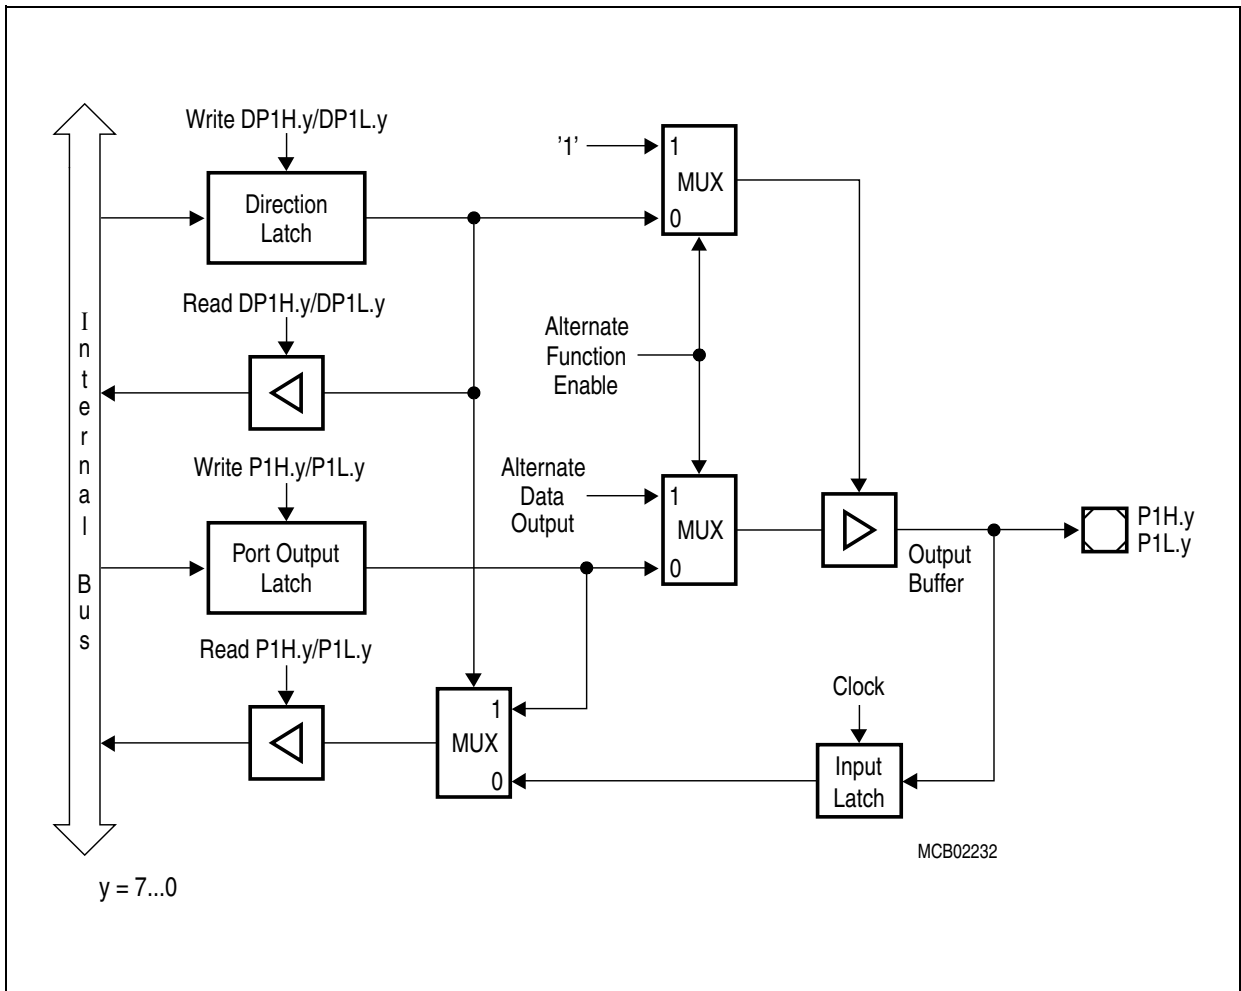 Write DP1H.y/DP1L.y
'1'
1
MUX
0
Direction
Latch
Read DP1H.y/DP1L.y
Alternate
Function
Enable
Internal Bus
Write P1H.y/P1L.y
Alternate
Data
Output
1
MUX
0
P1H.y
P1L.y
Port Output
Latch
Output
Buffer
Read P1H.y/P1L.y
Clock
1
MUX
0
Input
Latch
MCB02232
y = 7...0